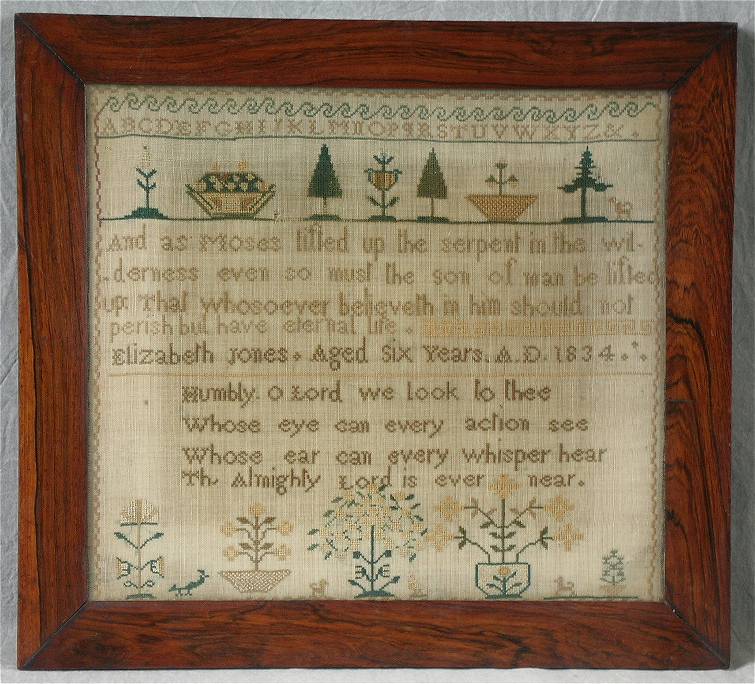 ABCDEFGHIJKLMNOPQRSTUVWXYZ&.
And as Moses lifted up the serpent in the wil-
-derness even so must the son of man be lifted
up: That whosoever believeth in him should not
perish but have eternal life.
Elizabeth Jones. Aged Six Years. A.D. 1834.
Humbly O Lord we look to thee
Whose eye can every action see
Whose ear can every whisper hear
Th Almighty Lord is ever near.